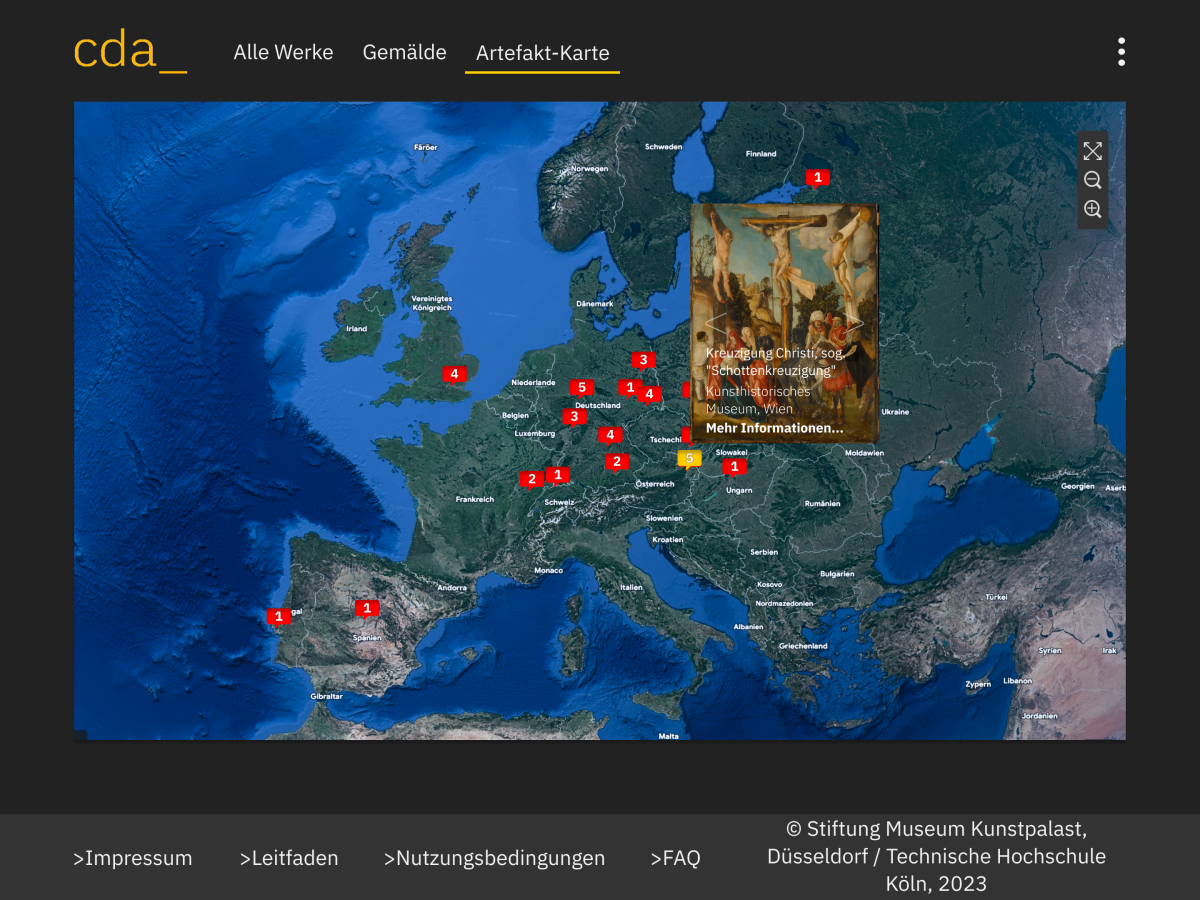 cda_
Alle Werke
Gemälde
Artefakt-Karte
Färöer
Schweden
Finnland
Norwegen
1
Vereinigtes
Königreich
Dänemark
Irland
Kreuzigung Christi, sog.
"Schottenkreuzigung"
Kunsthistorisches
Museum, Wien
Mehr Informationen...
3
4
Niederlande
5
1
4
Deutschland
Belgien
3
Ukraine
Luxemburg
4
Tschechi
Slowakei
Moldawien
5
2
1
2
1
Österreich
Georgien
Aserb
Ungarn
Frankreich
Schweiz
Rumänien
Slowenien
Kroatien
Serbien
Monaco
Bulgarien
Andorra
Italien
Kosovo
Türkei
Nordmazedonien
1
1
gal
Albanien
Spanien
Griechenland
Syrien
Irak
Zypern
Libanon
Gibraltar
Jordanien
Malta
>Impressum
>Leitfaden
>Nutzungsbedingungen
>FAQ
© Stiftung Museum Kunstpalast,
Düsseldorf / Technische Hochschule
Köln, 2023